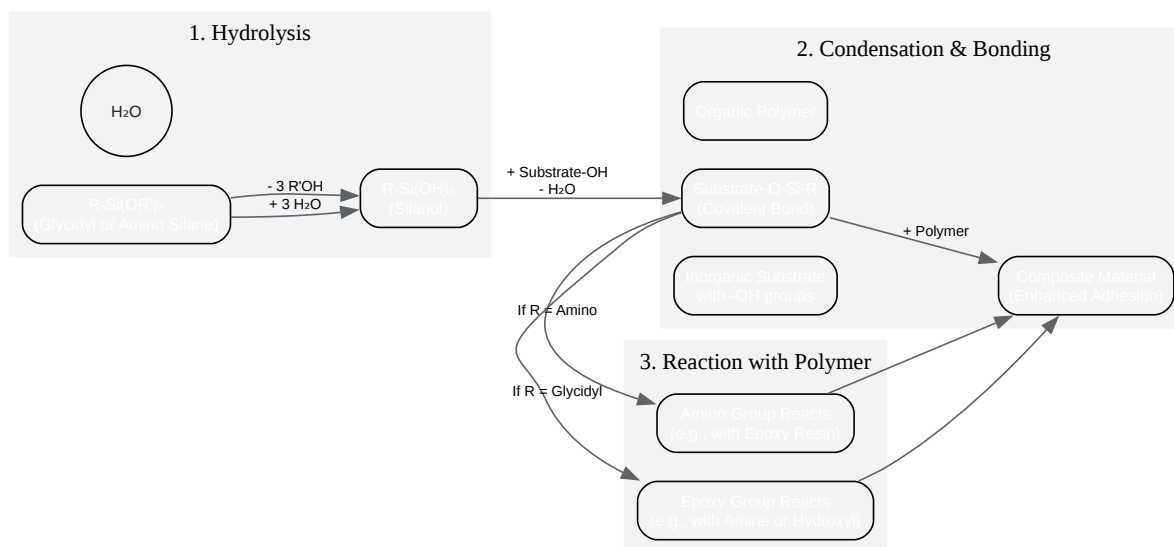 1. Hydrolysis
H₂O
R-Si(OR')₃
(Glycidyl or Amino Silane)
- 3 R'OH
+ 3 H₂O
R-Si(OH)₃
(Silanol)
+ Substrate-OH
- H₂O
2. Condensation & Bonding
Organic Polymer
Substrate-O-Si-R
(Covalent Bond)
+ Polymer
Inorganic Substrate
with -OH groups
Composite Material
(Enhanced Adhesion)
If R = Amino
If R = Glycidyl
3. Reaction with Polymer
Amino Group Reacts
(e.g., with Epoxy Resin)
Epoxy Group Reacts
(e.g., with Amine or Hydroxyl)